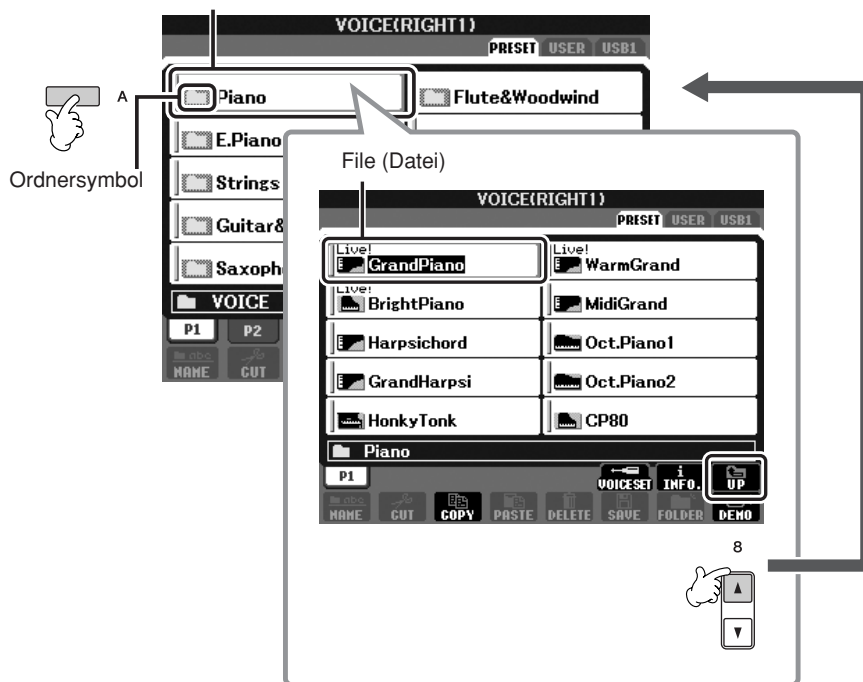 VOICE(RIGHT1)
PRESET USER USB1
A
Piano
Flute&Woodwind
E.Piano
Ordnersymbol
Strings
Guitar&
Saxoph
VOICE
P1 P2
NAME CUT
File (Datei)
VOICE(RIGHT1)
PRESET USER USB1
Live!
GrandPiano
Live!
WarmGrand
Live!
BrightPiano
MidiGrand
Harpsichord
Oct.Piano1
GrandHarpsi
Oct.Piano2
HonkyTonk
CP80
Piano
P1
VOICESET
i
INFO.
UP
NAME CUT COPY PASTE DELETE SAVE FOLDER DEMO
8